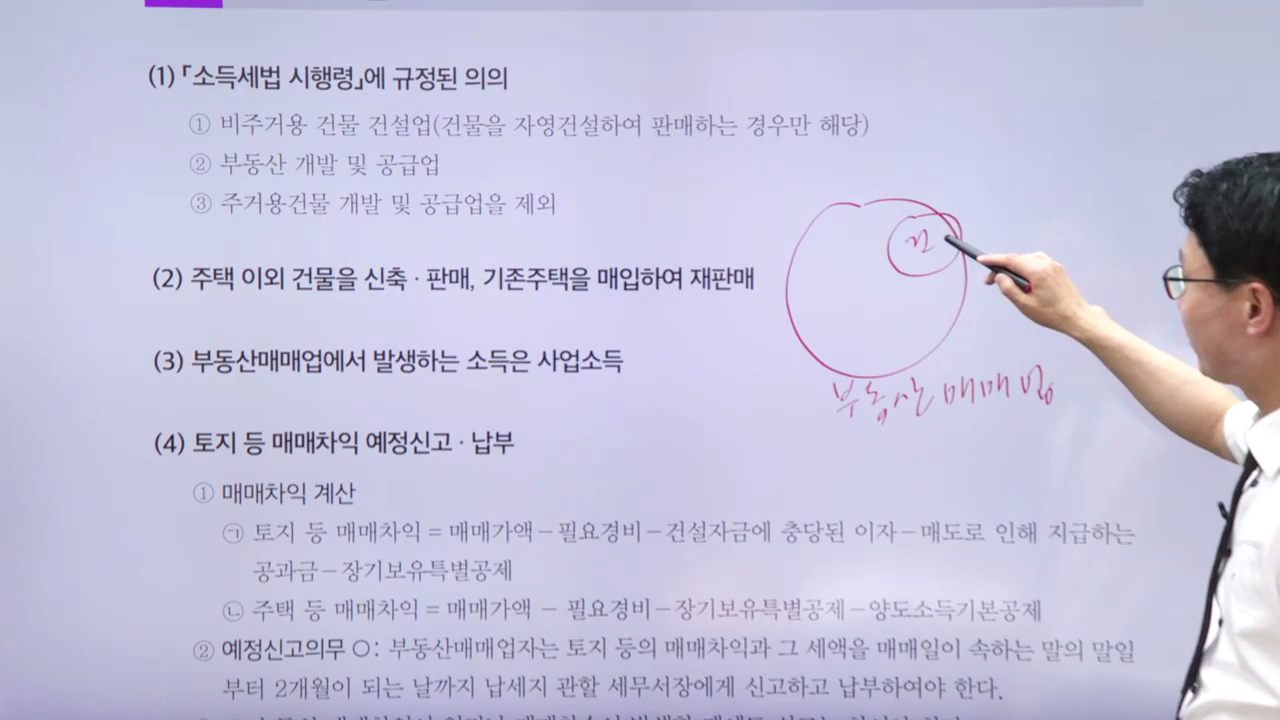 (1) 「소득세법 시행령」에 규정된 의의
① 비주거용 건물 건설업(건물을 자영건설하여 판매하는 경우만 해당)
② 부동산 개발 및 공급업
③ 주거용건물 개발 및 공급업을 제외
(2) 주택 이외 건물을 신축 · 판매, 기존주택을 매입하여 재판매
(3) 부동산매매업에서 발생하는 소득은 사업소득
부동산매매업
(4) 토지 등 매매차익 예정신고 · 납부
① 매매차익 계산
㉠ 토지 등 매매차익 = 매매가액 - 필요경비 - 건설자금에 충당된 이자 - 매도로 인해 지급하는
공과금 - 장기보유특별공제
㉡ 주택 등 매매차익 = 매매가액 - 필요경비 - 장기보유특별공제 - 양도소득기본공제
② 예정신고의무 ○: 부동산매매업자는 토지 등의 매매차익과 그 세액을 매매일이 속하는 말의 말일
부터 2개월이 되는 날까지 납세지 관할 세무서장에게 신고하고 납부하여야 한다.